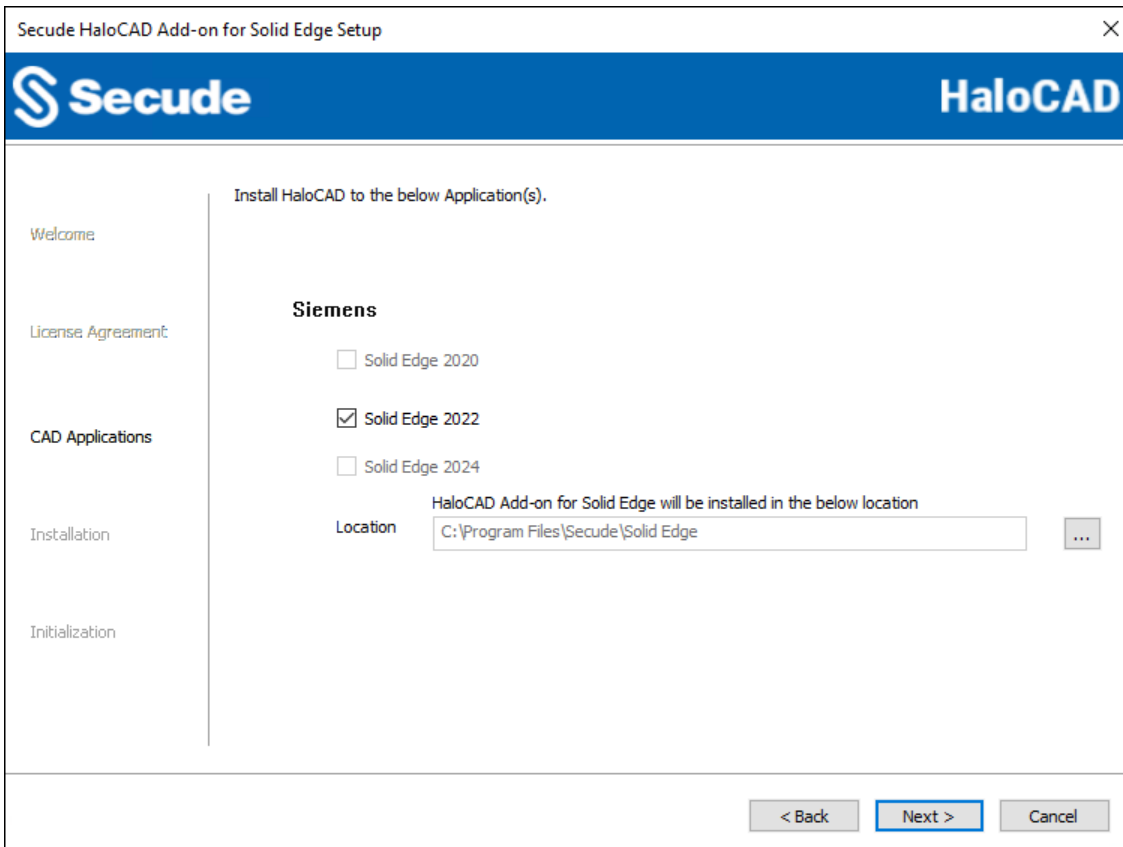 Secude HaloCAD Add-on for Solid Edge Setup
Secude
HaloCAD
Install HaloCAD to the below Application(s).
Welcome
Siemens
License Agreement
Solid Edge 2020
Solid Edge 2022
CAD Applications
Solid Edge 2024
HaloCAD Add-on for Solid Edge will be installed in the below location
Location
C:\Program Files\Secude\Solid Edge
...
Installation
Initialization
< Back
Next >
Cancel